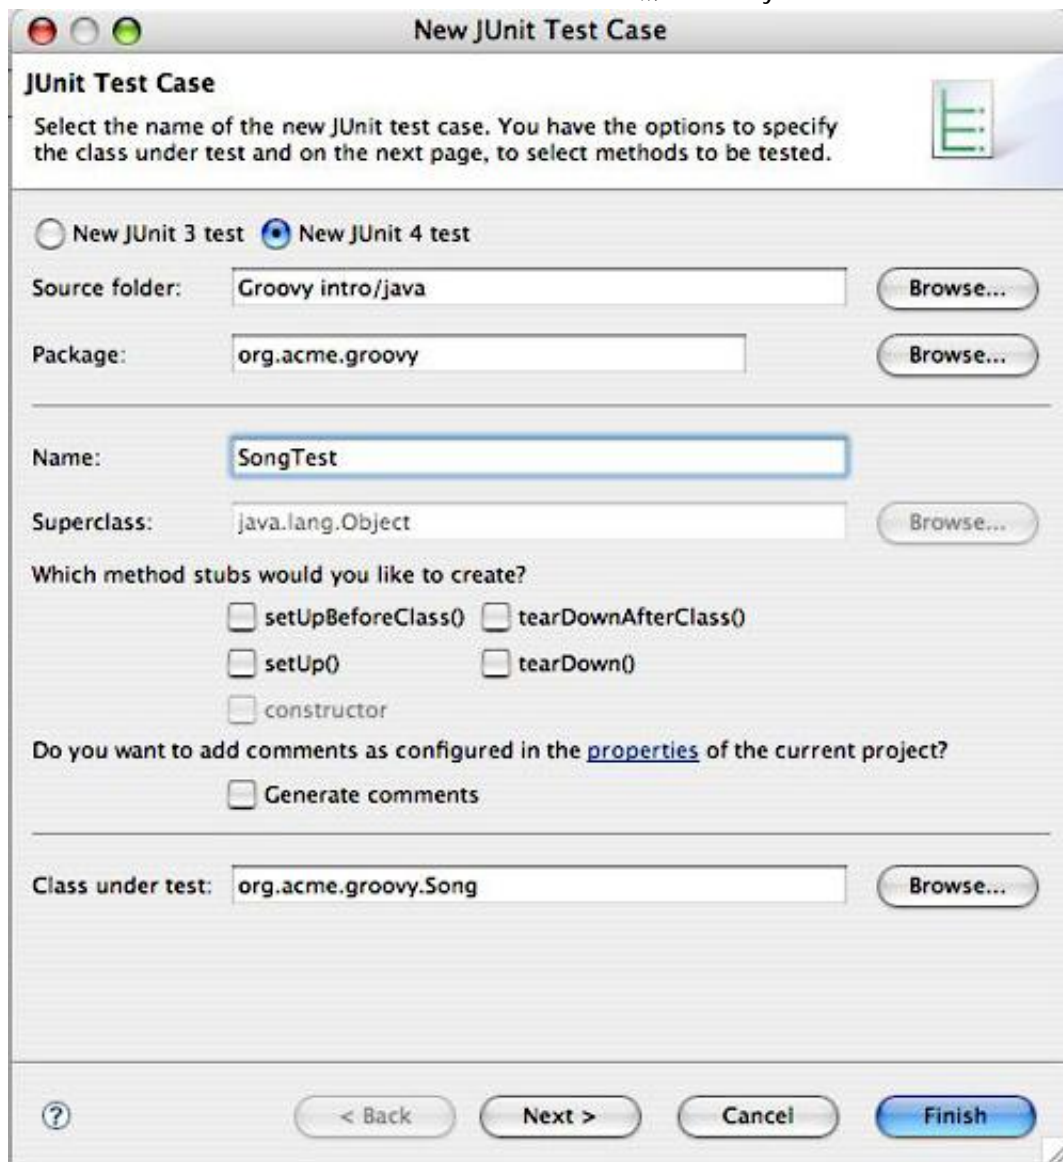 New JUnit Test Case
JUnit Test Case
Select the name of the new JUnit test case. You have the options to specify
the class under test and on the next page, to select methods to be tested.
New JUnit 3 test New JUnit 4 test
Source folder: Groovy intro/java Browse...
Package: org.acme.groovy Browse...
Name: SongTest
Superclass: java.lang.Object Browse...
Which method stubs would you like to create?
setUpBeforeClass() tearDownAfterClass()
setUp() tearDown()
constructor
Do you want to add comments as configured in the properties of the current project?
Generate comments
Class under test: org.acme.groovy.Song Browse...
? < Back Next > Cancel Finish